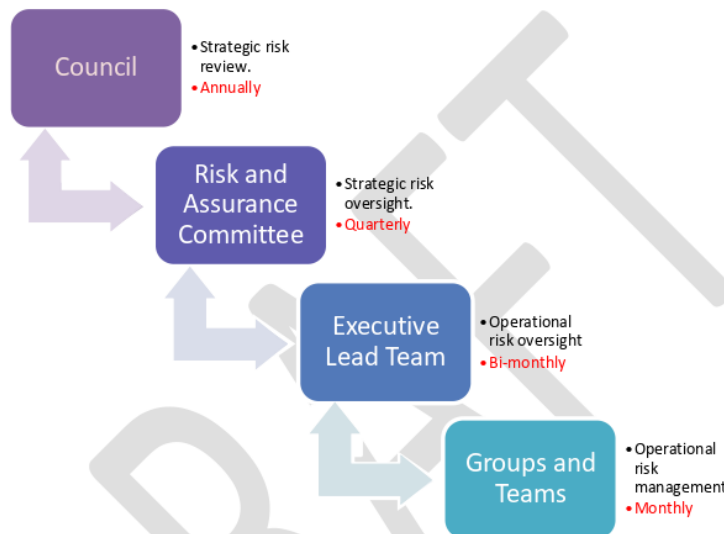 Council
•Strategic risk
review.
•Annually
Risk and
Assurance
Committee
•Strategic risk
oversight.
•Quarterly
Executive
Lead Team
•Operational
risk oversight
•Bi-monthly
Groups and
Teams
•Operational
risk
management
•Monthly